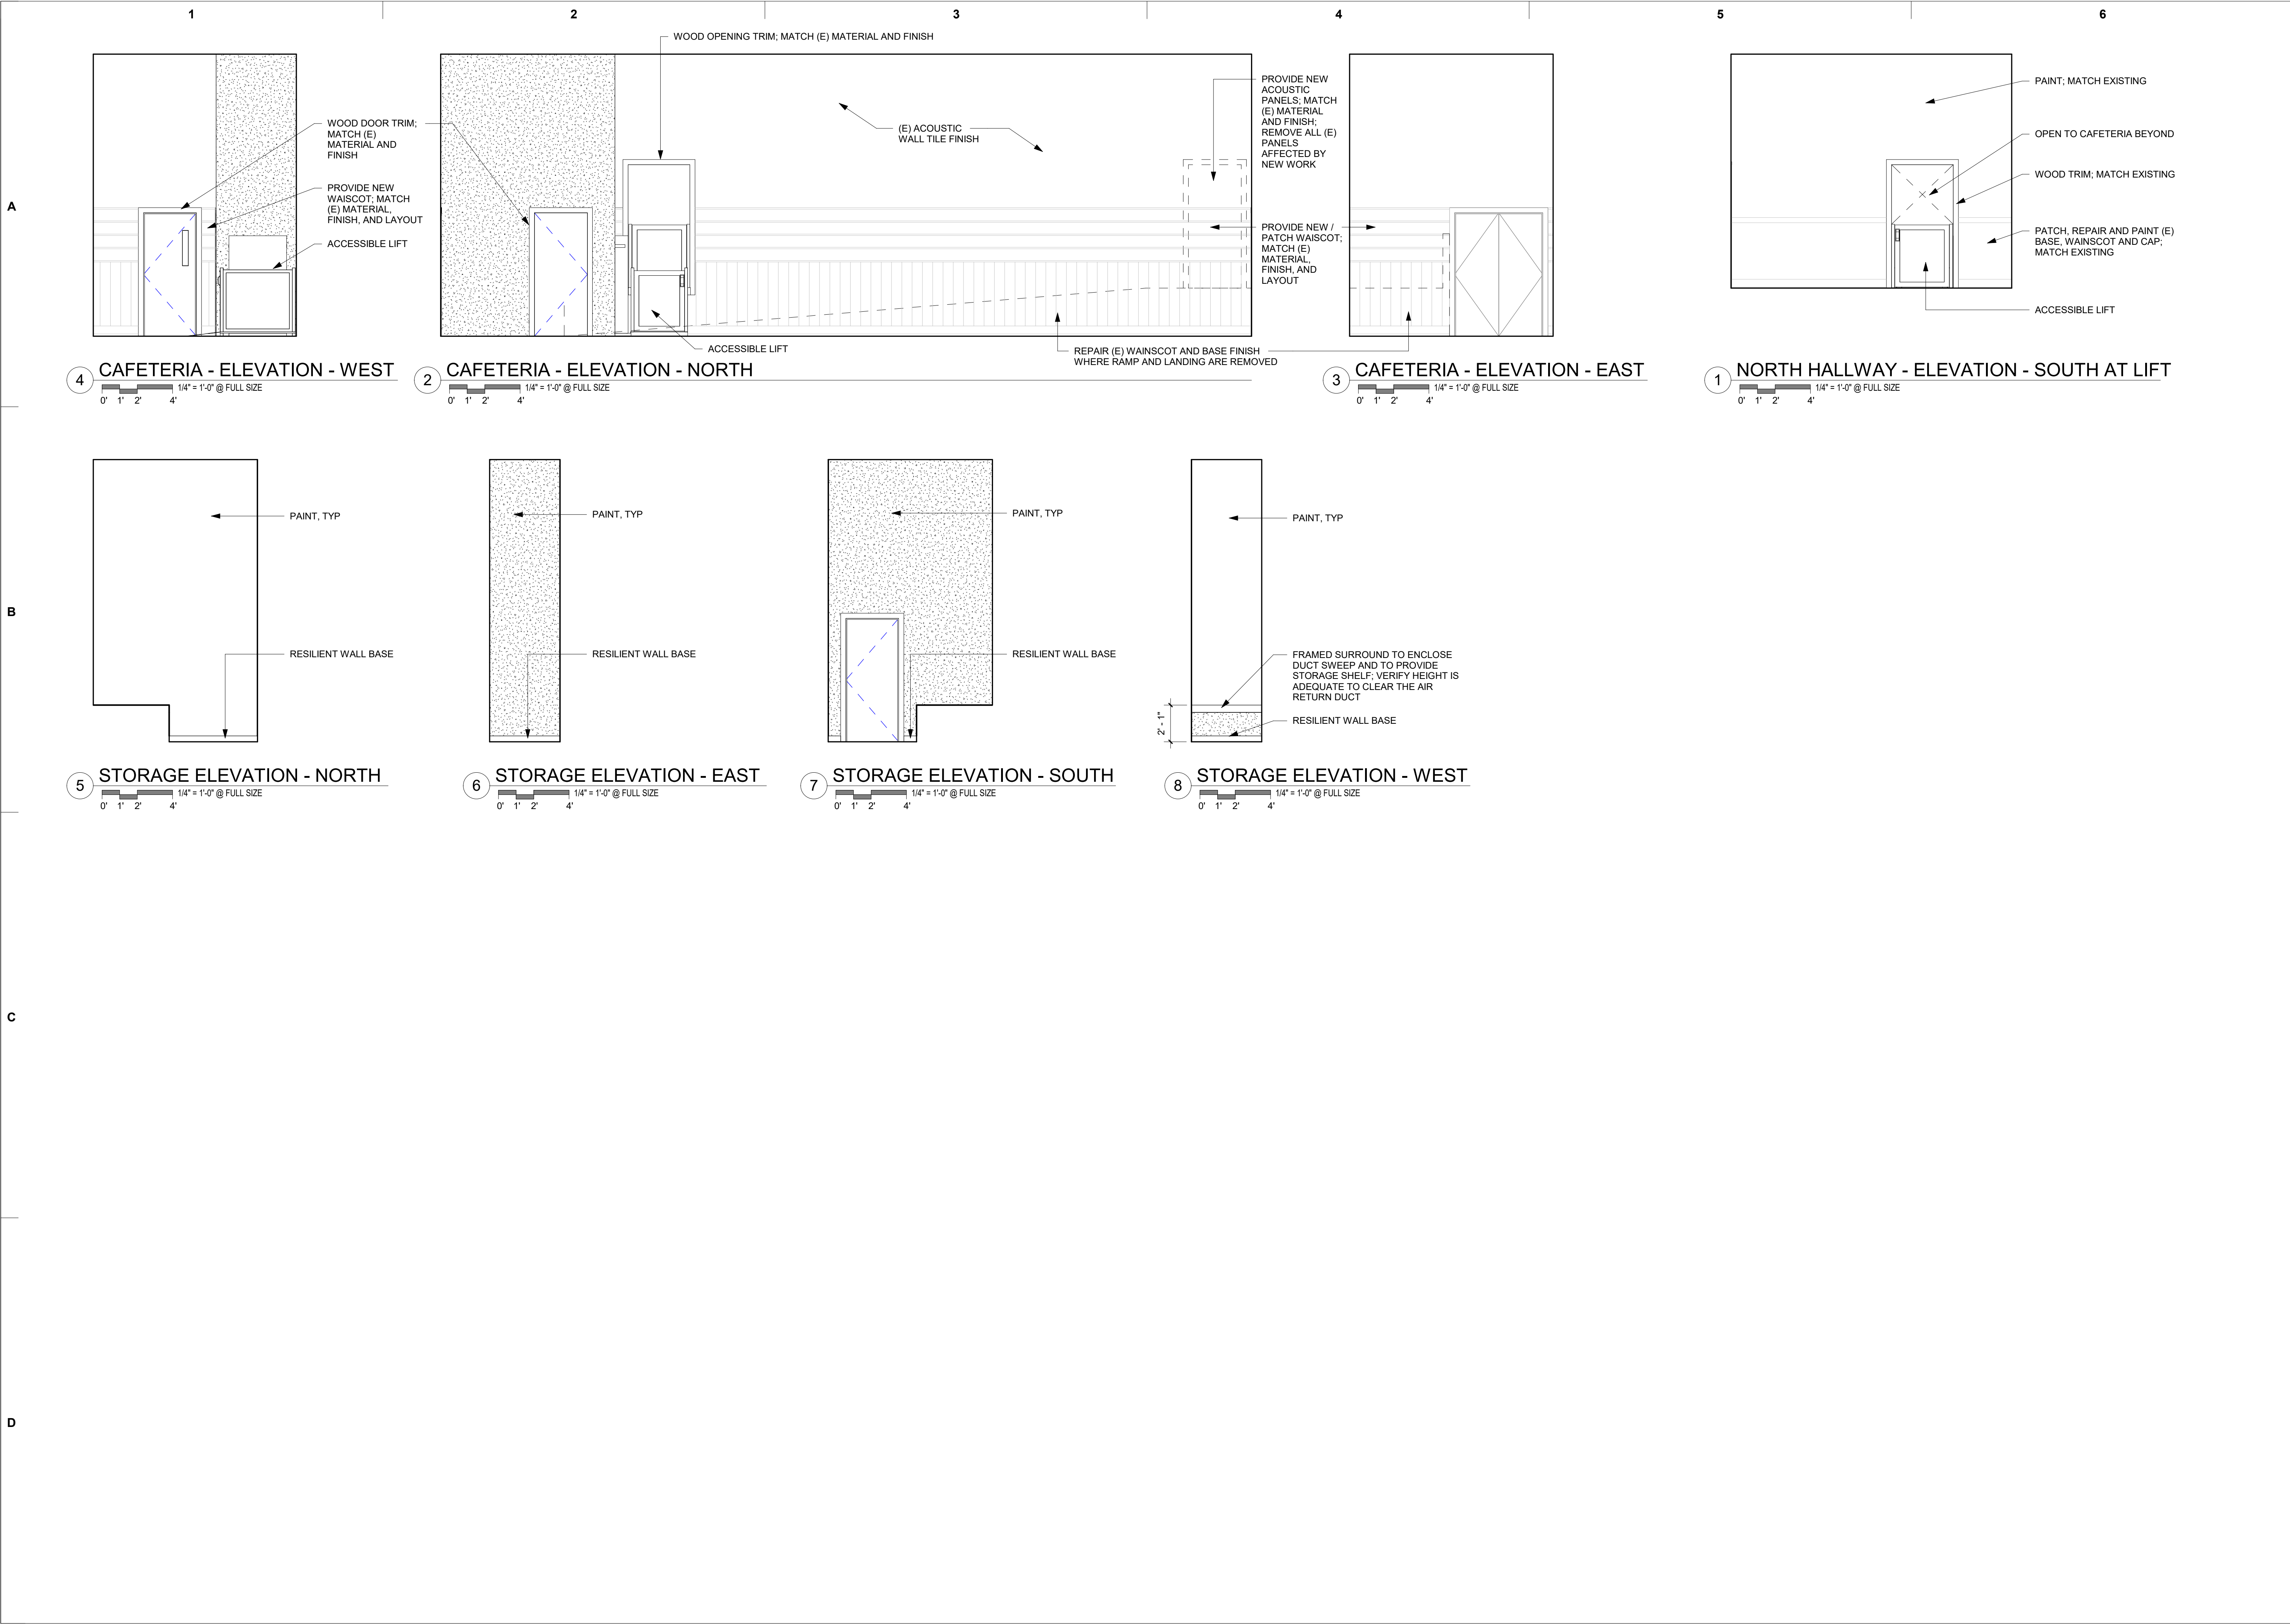 1 2 3 4 5 6
A
B
C
D
WOOD OPENING TRIM; MATCH (E) MATERIAL AND FINISH
WOOD DOOR TRIM;
MATCH (E)
MATERIAL AND
FINISH
PROVIDE NEW
WAISCOT; MATCH
(E) MATERIAL,
FINISH, AND LAYOUT
ACCESSIBLE LIFT
4 CAFETERIA - ELEVATION - WEST
1/4" = 1'-0" @ FULL SIZE
0' 1' 2' 4'
(E) ACOUSTIC
WALL TILE FINISH
PROVIDE NEW
ACOUSTIC
PANELS; MATCH
(E) MATERIAL
AND FINISH;
REMOVE ALL (E)
PANELS
AFFECTED BY
NEW WORK
PROVIDE NEW /
PATCH WAISCOT;
MATCH (E)
MATERIAL,
FINISH, AND
LAYOUT
ACCESSIBLE LIFT
REPAIR (E) WAINSCOT AND BASE FINISH
WHERE RAMP AND LANDING ARE REMOVED
2 CAFETERIA - ELEVATION - NORTH
1/4" = 1'-0" @ FULL SIZE
0' 1' 2' 4'
3 CAFETERIA - ELEVATION - EAST
1/4" = 1'-0" @ FULL SIZE
0' 1' 2' 4'
PAINT; MATCH EXISTING
OPEN TO CAFETERIA BEYOND
WOOD TRIM; MATCH EXISTING
PATCH, REPAIR AND PAINT (E)
BASE, WAINSCOT AND CAP;
MATCH EXISTING
ACCESSIBLE LIFT
1 NORTH HALLWAY - ELEVATION - SOUTH AT LIFT
1/4" = 1'-0" @ FULL SIZE
0' 1' 2' 4'
PAINT, TYP
RESILIENT WALL BASE
5 STORAGE ELEVATION - NORTH
1/4" = 1'-0" @ FULL SIZE
0' 1' 2' 4'
PAINT, TYP
RESILIENT WALL BASE
6 STORAGE ELEVATION - EAST
1/4" = 1'-0" @ FULL SIZE
0' 1' 2' 4'
PAINT, TYP
RESILIENT WALL BASE
7 STORAGE ELEVATION - SOUTH
1/4" = 1'-0" @ FULL SIZE
0' 1' 2' 4'
PAINT, TYP
FRAMED SURROUND TO ENCLOSE
DUCT SWEEP AND TO PROVIDE
STORAGE SHELF; VERIFY HEIGHT IS
ADEQUATE TO CLEAR THE AIR
RETURN DUCT
RESILIENT WALL BASE
2' - 1"
8 STORAGE ELEVATION - WEST
1/4" = 1'-0" @ FULL SIZE
0' 1' 2' 4'